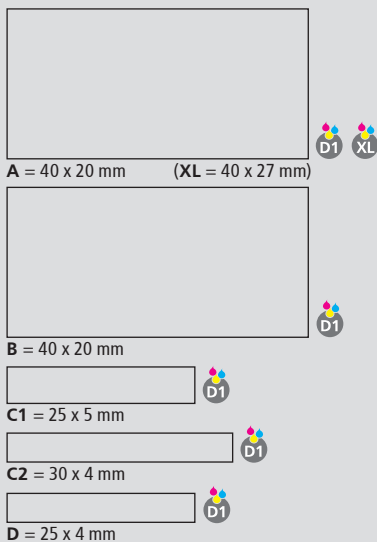 D1 XL
A = 40 x 20 mm (XL = 40 x 27 mm)
D1
B = 40 x 20 mm
D1
C1 = 25 x 5 mm
D1
C2 = 30 x 4 mm
D1
D = 25 x 4 mm